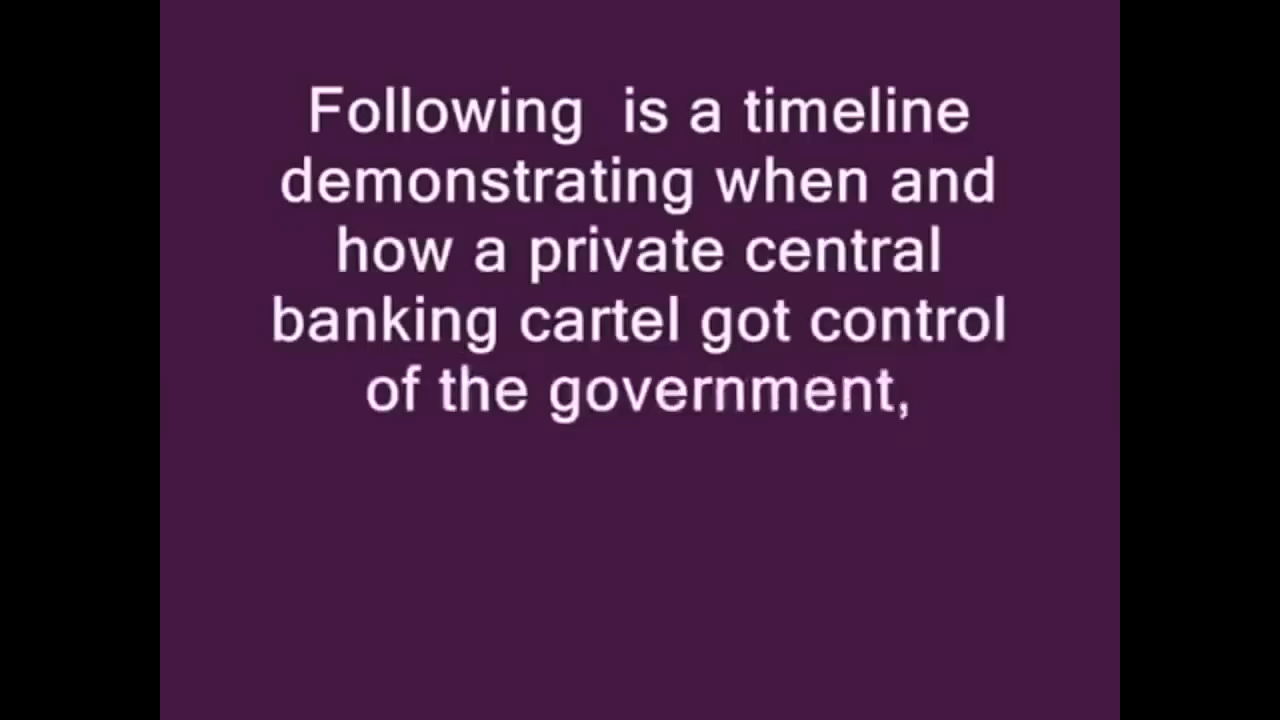 Following  is a timeline
demonstrating when and
how a private central
banking cartel got control
of the government,